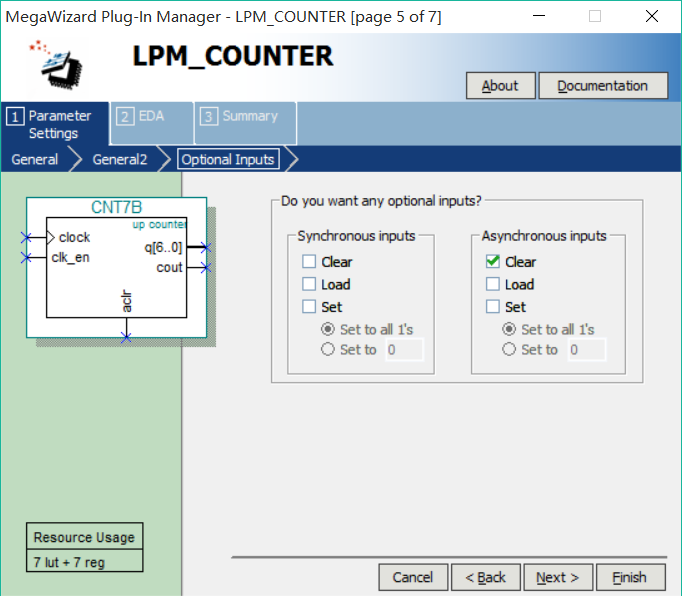 MegaWizard Plug-In Manager - LPM_COUNTER [page 5 of 7]
LPM_COUNTER
About
Documentation
1 Parameter Settings
2 EDA
3 Summary
General
General2
Optional Inputs
CNT7B
up counter
clock
clk_en
q[6..0]
cout
aclr
Do you want any optional inputs?
Synchronous inputs
Clear
Load
Set
Set to all 1's
Set to 0
Asynchronous inputs
Clear
Load
Set
Set to all 1's
Set to 0
Resource Usage
7 lut + 7 reg
Cancel
< Back
Next >
Finish